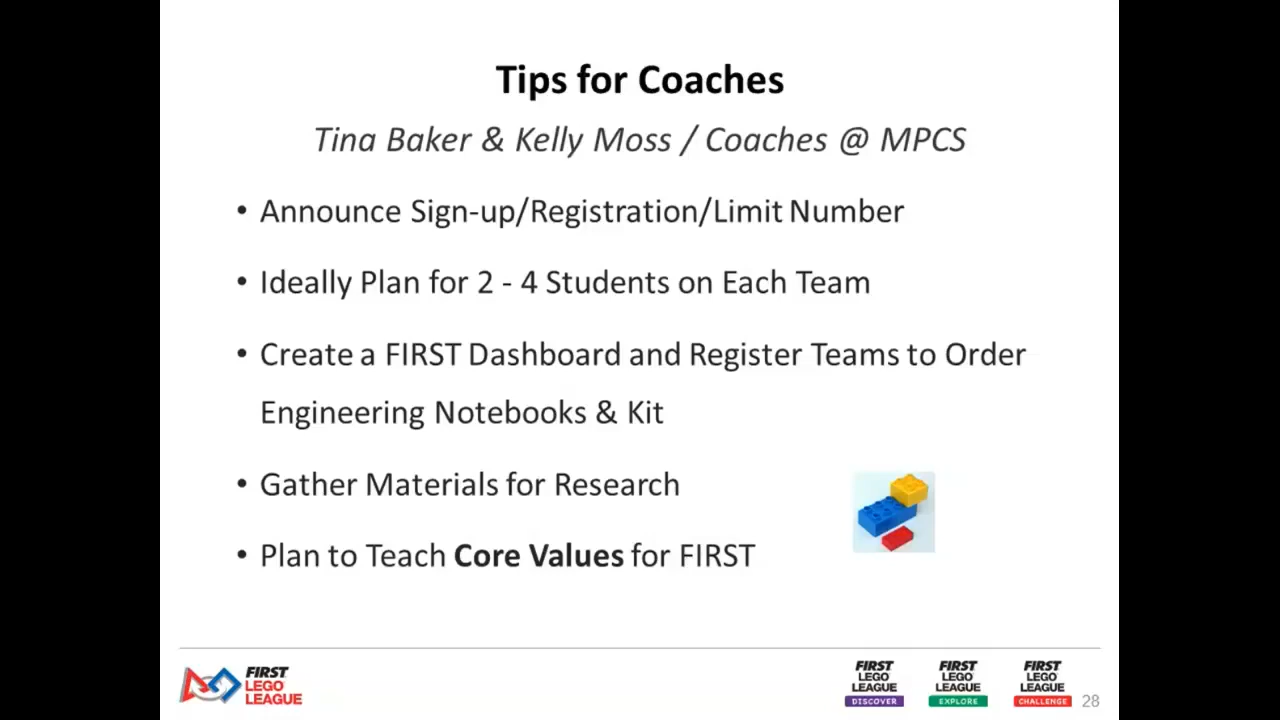 Tips for Coaches
Tina Baker & Kelly Moss / Coaches @ MPCS
• Announce Sign-up/Registration/Limit Number
• Ideally Plan for 2 - 4 Students on Each Team
• Create a FIRST Dashboard and Register Teams to Order
Engineering Notebooks & Kit
• Gather Materials for Research
• Plan to Teach Core Values for FIRST
FIRST
LEGO
LEAGUE
FIRST
LEGO
LEAGUE
DISCOVER
FIRST
LEGO
LEAGUE
EXPLORE
FIRST
LEGO
LEAGUE
CHALLENGE
28